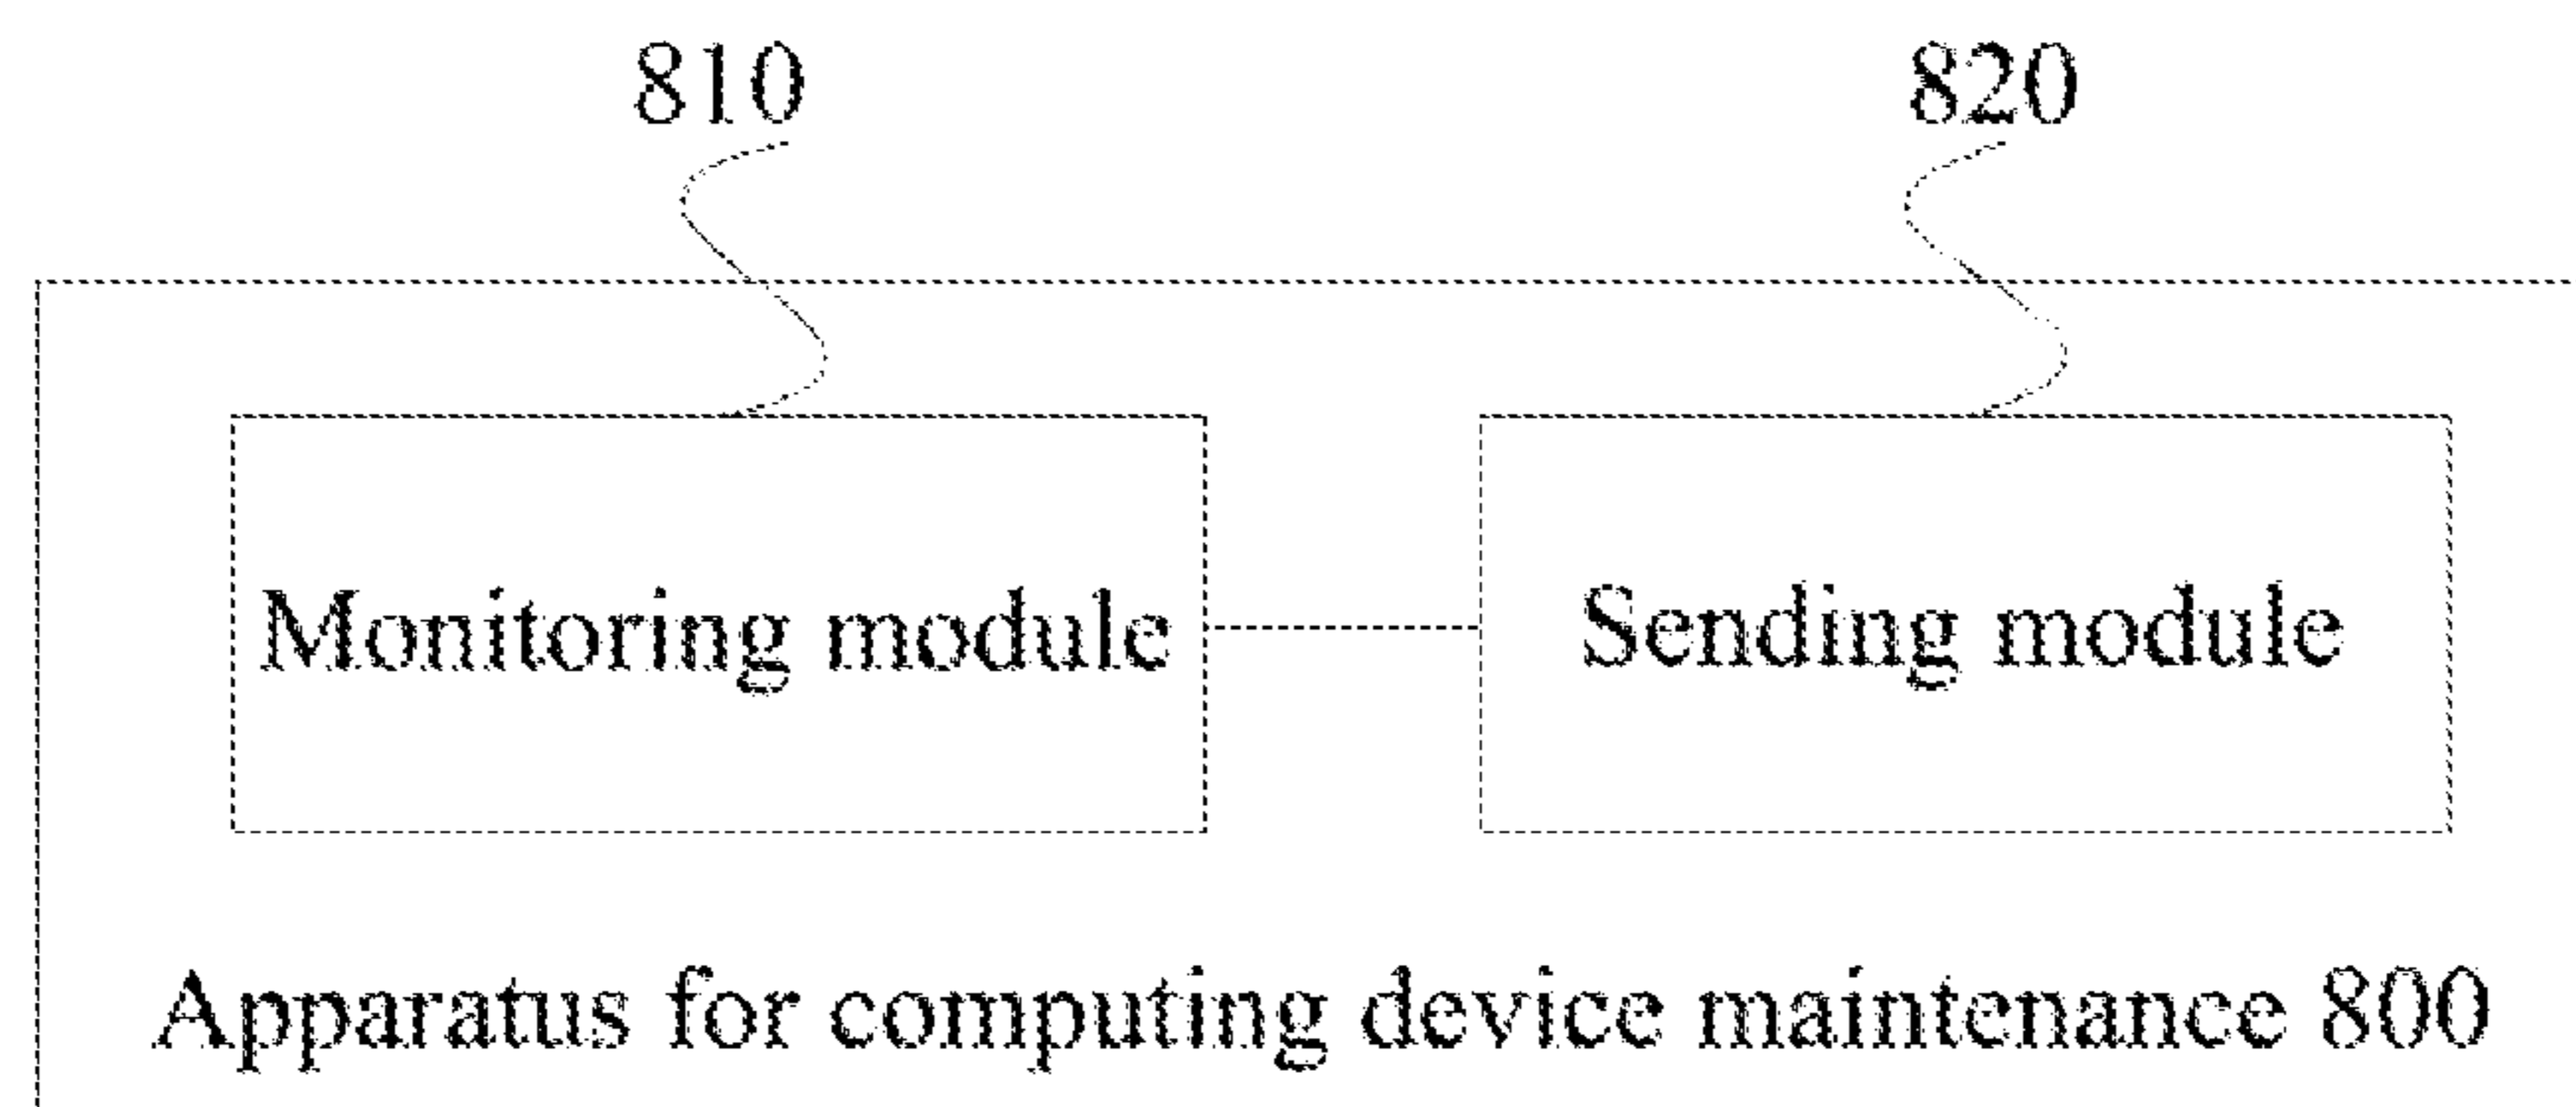 810 820
Monitoring module Sending module
Apparatus for computing device maintenance 800